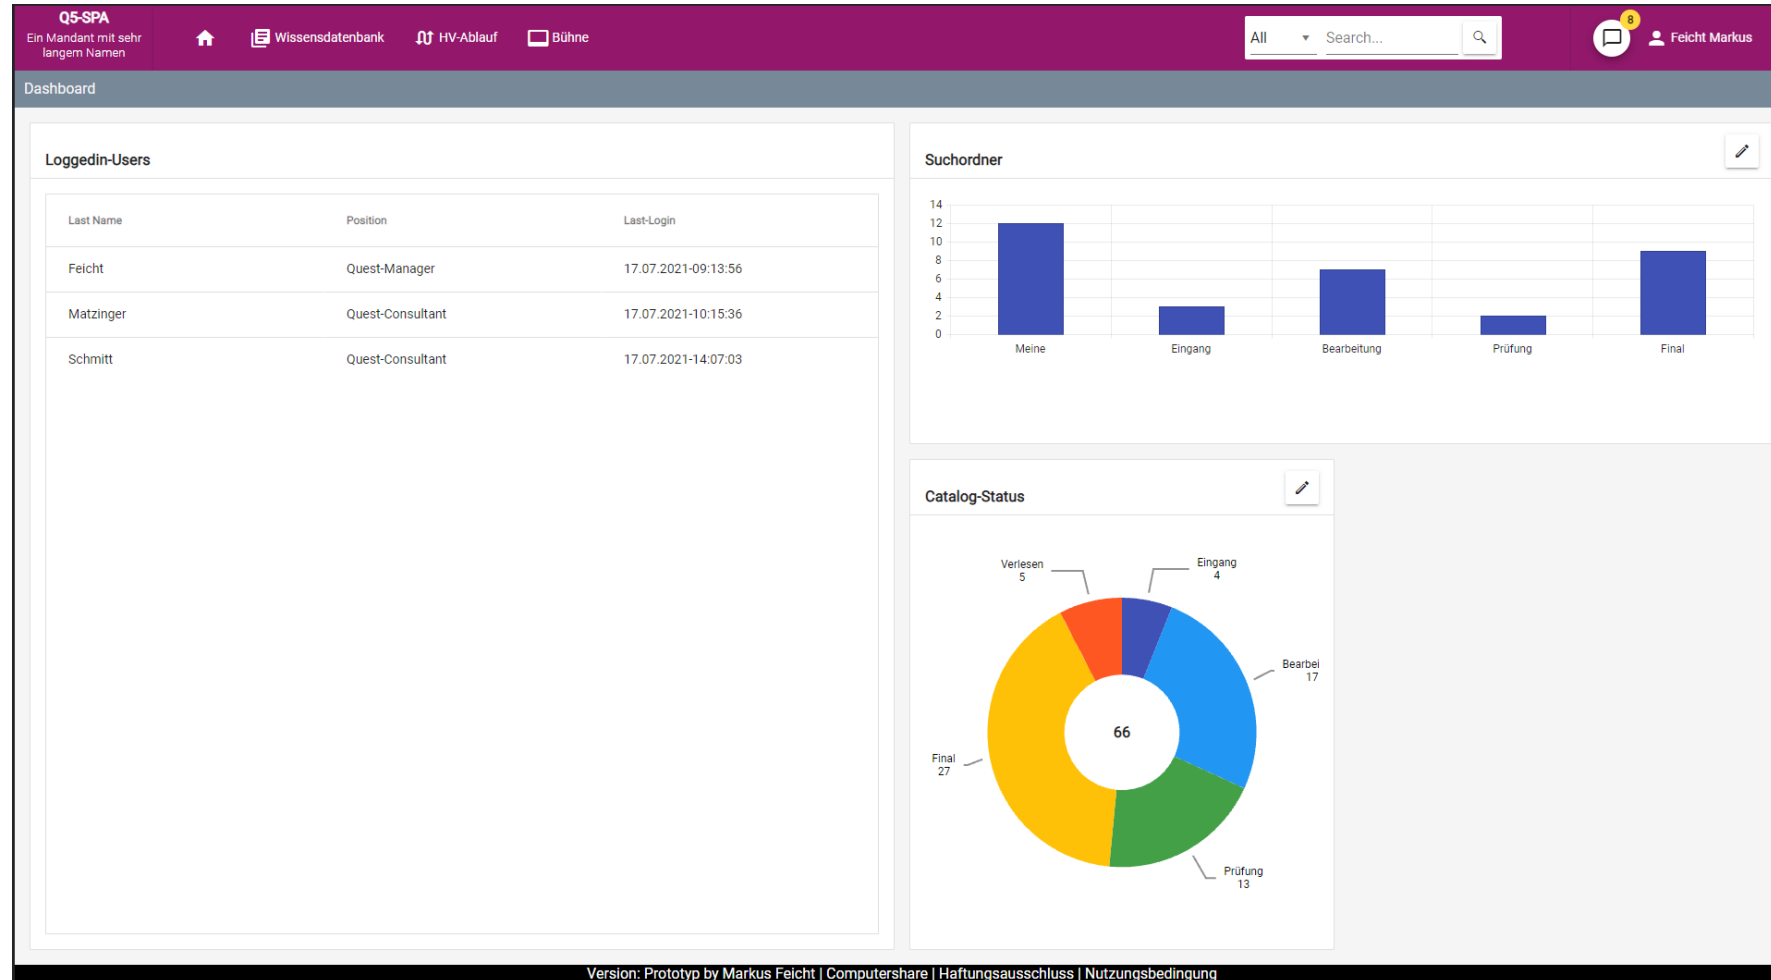 Q5-SPA
Ein Mandant mit sehr
langem Namen
Wissensdatenbank
HV-Ablauf
Bühne
All
Search...
8
Feicht Markus
Dashboard
Loggedin-Users
Last Name Position Last-Login
Feicht Quest-Manager 17.07.2021-09:13:56
Matzinger Quest-Consultant 17.07.2021-10:15:36
Schmitt Quest-Consultant 17.07.2021-14:07:03
Suchordner
14
12
10
8
6
4
2
0
Meine Eingang Bearbeitung Prüfung Final
Catalog-Status
Verlesen
5
Eingang
4
Bearbei
17
66
Final
27
Prüfung
13
Version: Prototyp by Markus Feicht | Computershare | Haftungsausschluss | Nutzungsbedingung